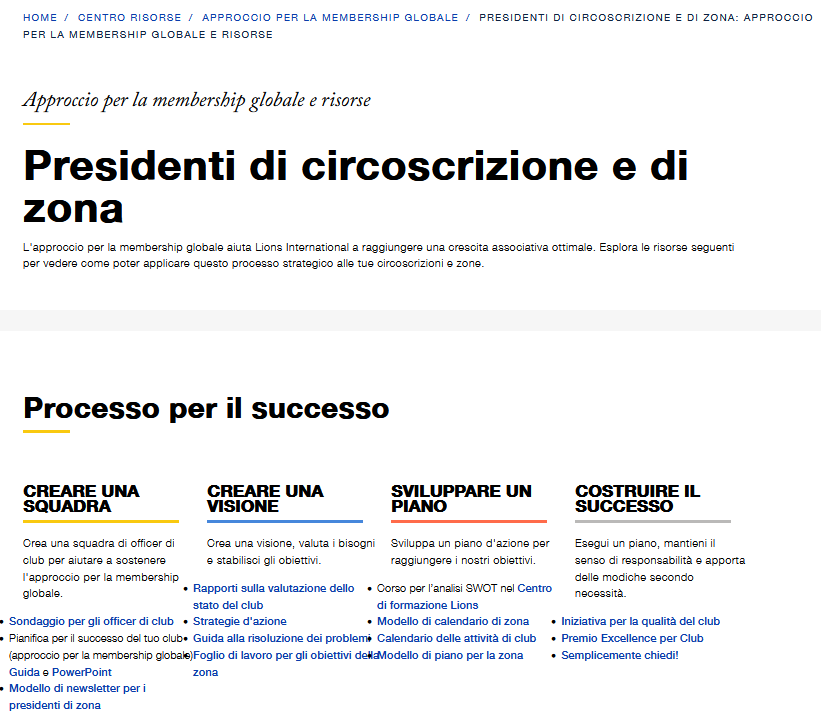 HOME / CENTRO RISORSE / APPROCCIO PER LA MEMBERSHIP GLOBALE / PRESIDENTI DI CIRCOSCRIZIONE E DI ZONA: APPROCCIO
PER LA MEMBERSHIP GLOBALE E RISORSE
Approccio per la membership globale e risorse
Presidenti di circoscrizione e di
zona
L'approccio per la membership globale aiuta Lions International a raggiungere una crescita associativa ottimale. Esplora le risorse seguenti
per vedere come poter applicare questo processo strategico alle tue circoscrizioni e zone.
Processo per il successo
CREARE UNA
SQUADRA
Crea una squadra di officer di
club per aiutare a sostenere
l'approccio per la membership
globale.
• Sondaggio per gli officer di club
• Pianifica per il successo del tuo club
(approccio per la membership globale)
Guida e PowerPoint
• Modello di newsletter per i
presidenti di zona
CREARE UNA
VISIONE
Crea una visione, valuta i bisogni
e stabilisci gli obiettivi.
• Rapporti sulla valutazione dello
stato del club
• Strategie d'azione
• Guida alla risoluzione dei problemi
• Foglio di lavoro per gli obiettivi della
zona
SVILUPPARE UN
PIANO
Sviluppa un piano d'azione per
raggiungere i nostri obiettivi.
• Corso per l'analisi SWOT nel Centro
di formazione Lions
• Modello di calendario di zona
• Calendario delle attività di club
• Modello di piano per la zona
COSTRUIRE IL
SUCCESSO
Esegui un piano, mantieni il
senso di responsabilità e apporta
delle modiche secondo
necessità.
• Iniziativa per la qualità del club
• Premio Excellence per Club
• Semplicemente chiedi!